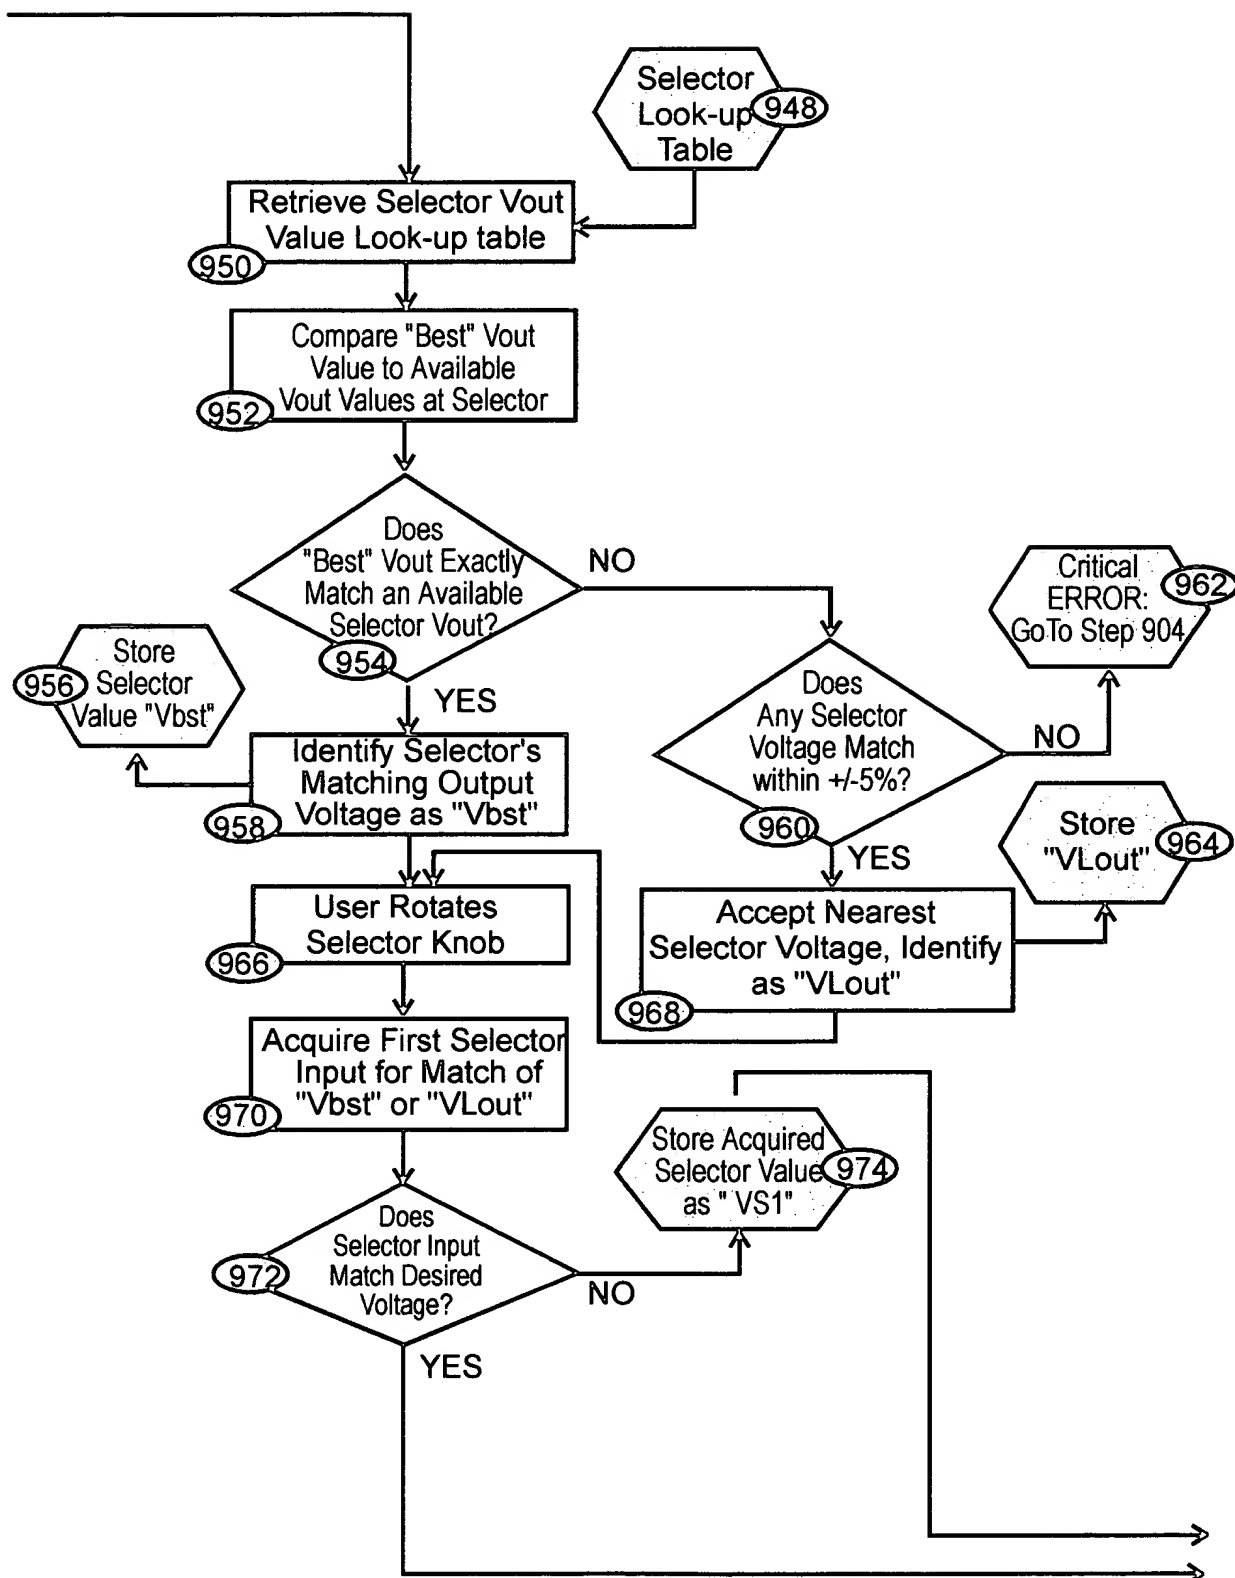 Selector
Look-up
Table
948
Retrieve Selector Vout
Value Look-up table
950
Compare "Best" Vout
Value to Available
Vout Values at Selector
952
Does
"Best" Vout Exactly
Match an Available
Selector Vout?
954
NO
YES
Critical
ERROR:
GoTo Step 904
962
Store
Selector
Value "Vbst"
956
Does
Any Selector
Voltage Match
within +/-5%?
960
NO
YES
Identify Selector's
Matching Output
Voltage as "Vbst"
958
Store
"VLout"
964
User Rotates
Selector Knob
966
Accept Nearest
Selector Voltage, Identify
as "VLout"
968
Acquire First Selector
Input for Match of
"Vbst" or "VLout"
970
Store Acquired
Selector Value
as " VS1"
974
Does
Selector Input
Match Desired
Voltage?
972
NO
YES